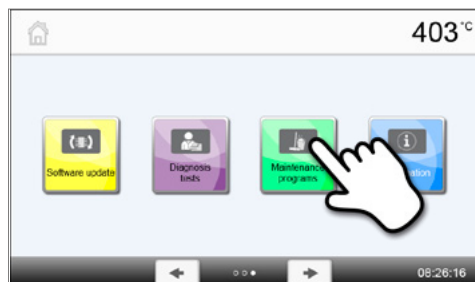 403 °C
Software update
Diagnosis
tests
Maintenance
programs
08:26:16